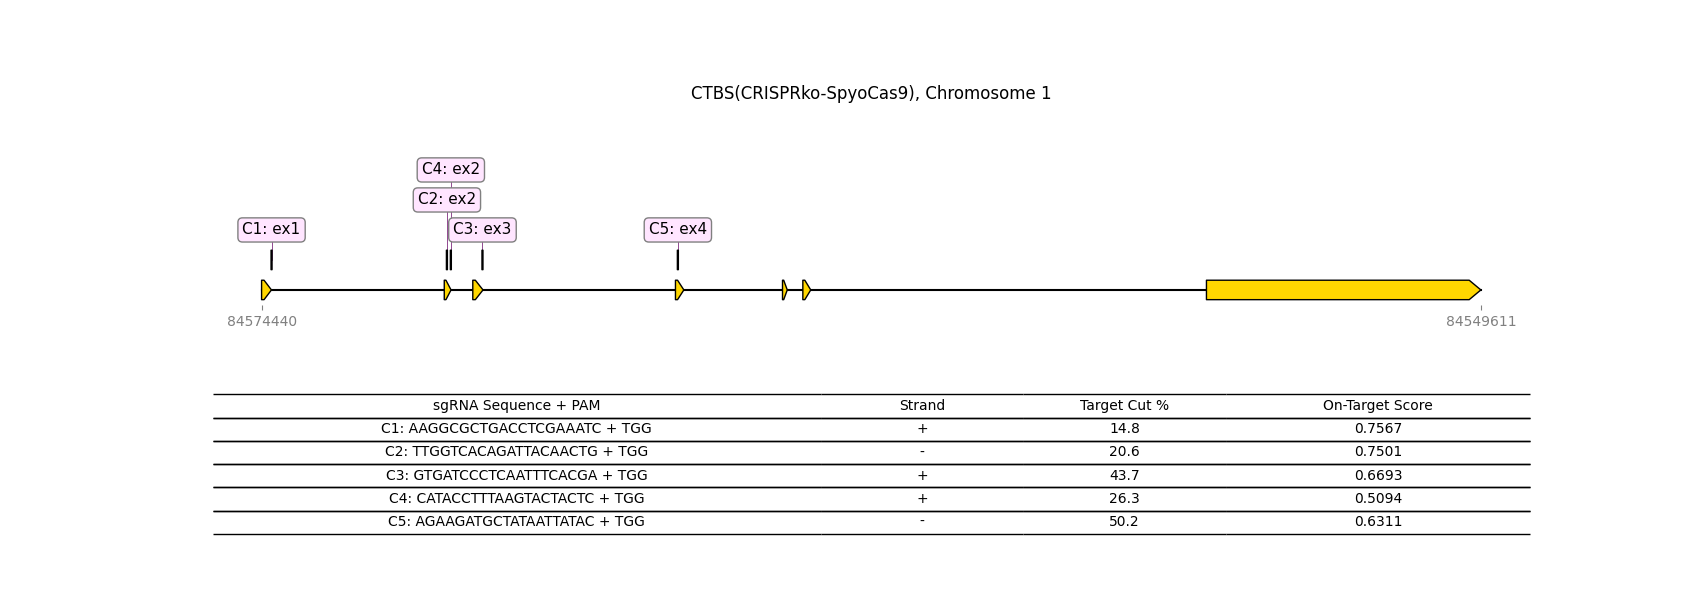 CTBS(CRISPRko-SpyoCas9), Chromosome 1
C4: ex2
C2: ex2
C1: ex1
C3: ex3
C5: ex4
84574440
84549611
sgRNA Sequence + PAM Strand Target Cut % On-Target Score
C1: AAGGCGCTGACCTCGAAATC + TGG + 14.8 0.7567
C2: TTGGTCACAGATTACAACTG + TGG - 20.6 0.7501
C3: GTGATCCCTCAATTTCACGA + TGG + 43.7 0.6693
C4: CATACCTTTAAGTACTACTC + TGG + 26.3 0.5094
C5: AGAAGATGCTATAATTATAC + TGG - 50.2 0.6311